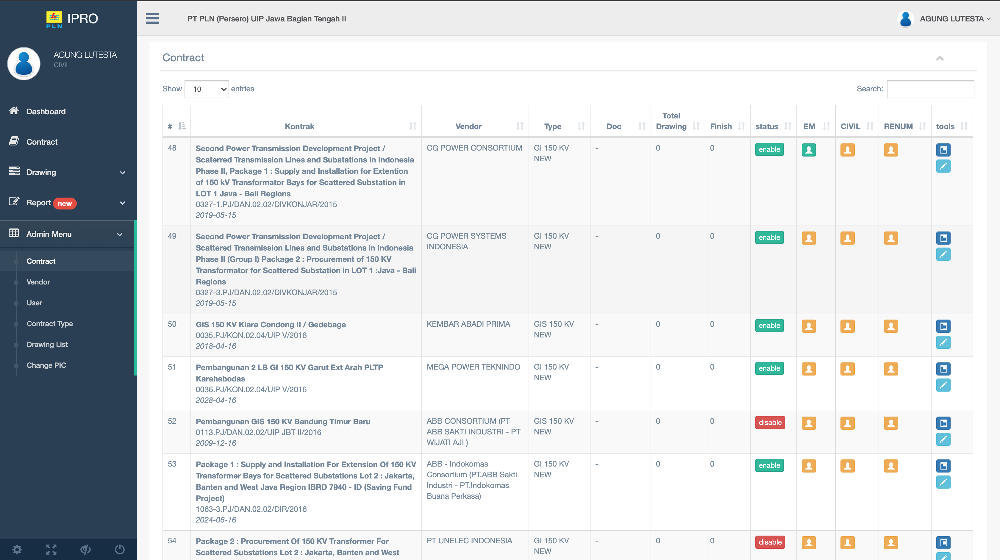 PLN
IPRO
PT PLN (Persero) UIP Jawa Bagian Tengah II
AGUNG LUTESTA
AGUNG LUTESTA
CIVIL
Dashboard
Contract
Drawing
Report new
Admin Menu
Contract
Vendor
User
Contract Type
Drawing List
Change PIC
Contract
Show 10 entries
Search:
# Kontrak Vendor Type Doc Total Drawing Finish status EM CIVIL RENUM tools
48
Second Power Transmission Development Project /
Scaterred Transmission Lines and Subatations In Indonesia
Phase II, Package 1 : Supply and Installation for Extention
of 150 kV Transformator Bays for Scattered Substation in
LOT 1 Java - Bali Regions
0327-1.PJ/DAN.02.02/DIVKONJAR/2015
2019-05-15
CG POWER CONSORTIUM
GI 150 KV
NEW
-
0
0
enable
49
Second Power Transmission Development Project /
Scattered Transmission Lines and Substations in Indonesia
Phase II (Group I) Package 2 : Procurement of 150 KV
Transformator for Scattered Substation in LOT 1 :Java - Bali
Regions
0327-3.PJ/DAN.02.02/DIVKONJAR/2015
2019-05-15
CG POWER SYSTEMS
INDONESIA
GI 150 KV
NEW
-
0
0
enable
50
GIS 150 KV Kiara Condong II / Gedebage
0035.PJ/KON.02.04/UIP V/2016
2018-04-16
KEMBAR ABADI PRIMA
GIS 150 KV
NEW
-
0
0
enable
51
Pembangunan 2 LB GI 150 KV Garut Ext Arah PLTP
Karahabodas
0036.PJ/KON.02.04/UIP V/2016
2028-04-16
MEGA POWER TEKNINDO
GI 150 KV
NEW
-
0
0
enable
52
Pembangunan GIS 150 KV Bandung Timur Baru
0113.PJ/DAN.02.02/UIP JBT II/2016
2009-12-16
ABB CONSORTIUM (PT
ABB SAKTI INDUSTRI - PT
WIJATI AJI )
GIS 150 KV
NEW
-
0
0
disable
53
Package 1 : Supply and Installation For Extension Of 150 KV
Transformer Bays for Scattered Substations Lot 2 : Jakarta,
Banten and West Java Region IBRD 7940 - ID (Saving Fund
Project)
1063-3.PJ/DAN.02.02/DIR/2016
2024-06-16
ABB - Indokomas
Consortium (PT.ABB Sakti
Industri - PT.Indokomas
Buana Perkasa)
GI 150 KV
NEW
-
0
0
enable
54
Package 2 : Procurement Of 150 KV Transformer For
Scattered Substations Lot 2 : Jakarta, Banten and West
PT UNELEC INDONESIA
GI 150 KV
NEW
-
0
0
disable